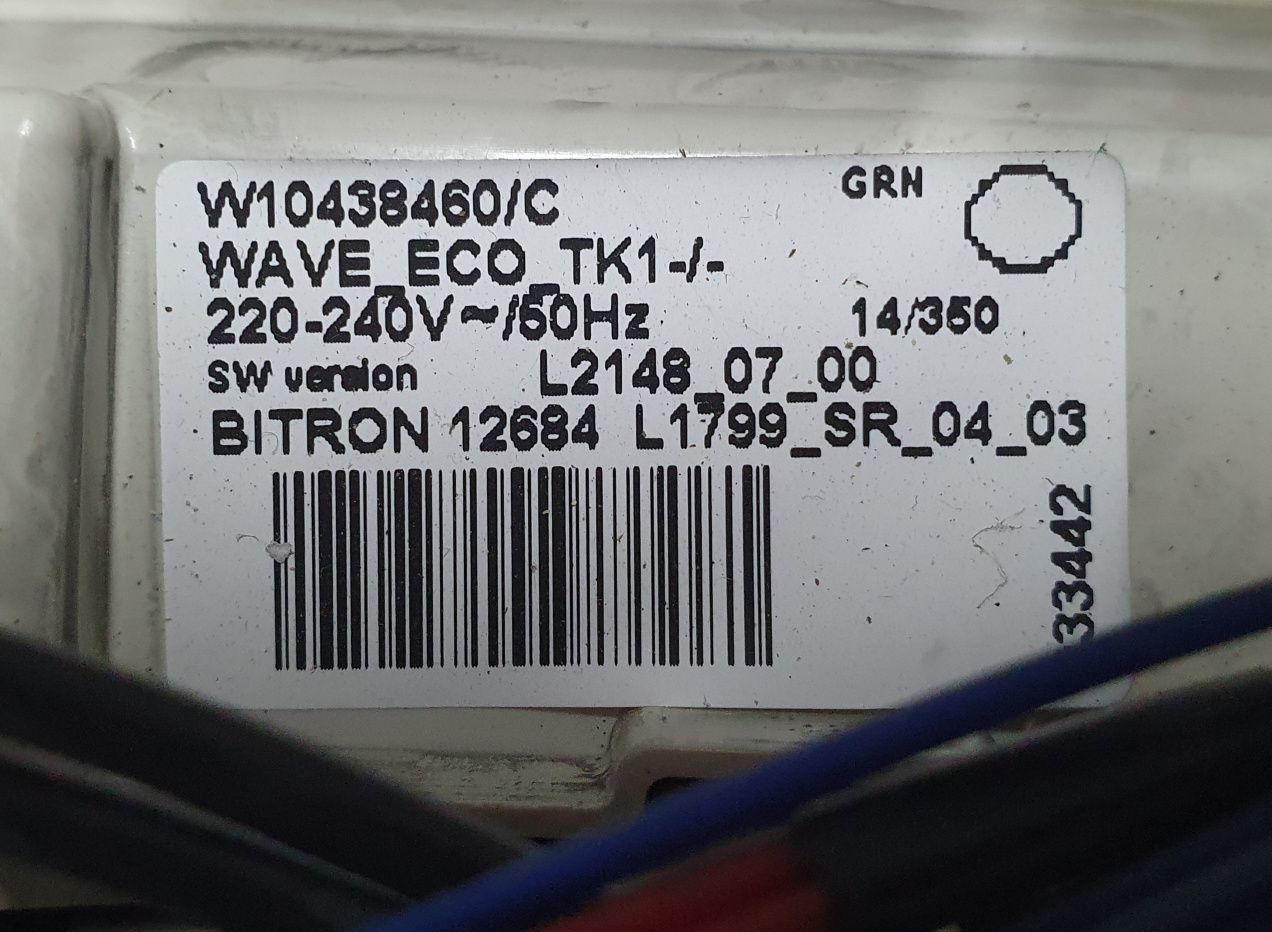 W10438460/C GRN
WAVE_ECO_TK1-/-
220-240V~/50Hz 14/350
SW version L2148_07_00
BITRON 12684 L1799_SR_04_03
33442